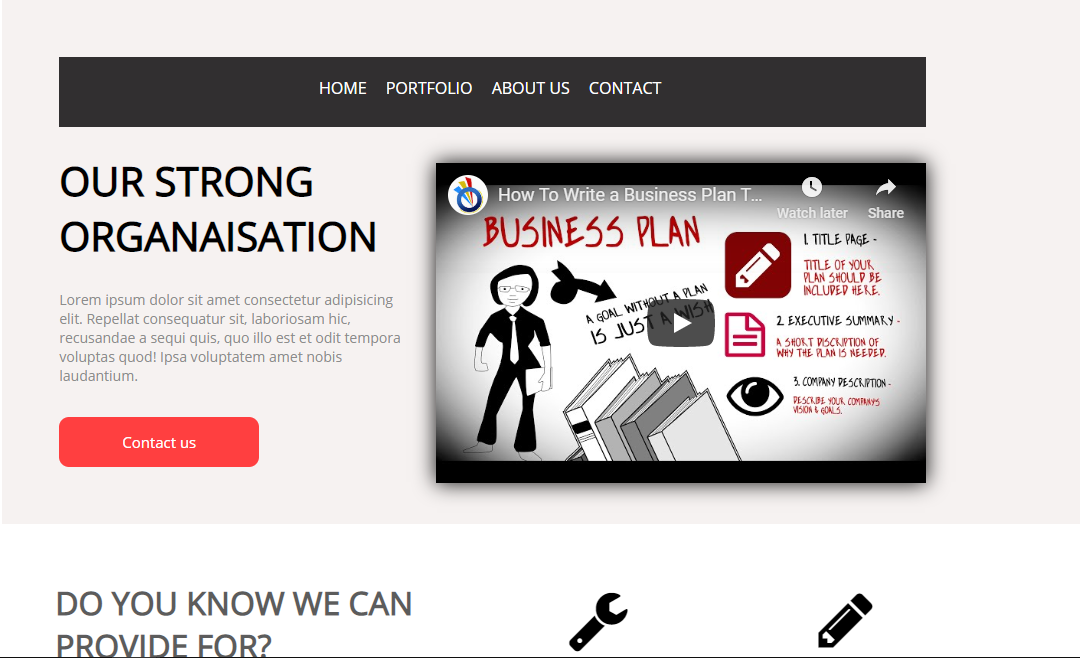 HOME PORTFOLIO ABOUT US CONTACT
OUR STRONG
ORGANAISATION
Lorem ipsum dolor sit amet consectetur adipisicing
elit. Repellat consequatur sit, laboriosam hic,
recusandae a sequi quis, quo illo est et odit tempora
voluptas quod! Ipsa voluptatem amet nobis
laudantium.
Contact us
How To Write a Business Plan T...
Watch later Share
BUSINESS PLAN
A GOAL WITHOUT A PLAN
IS JUST A WISH
1. TITLE PAGE -
TITLE OF YOUR
PLAN SHOULD BE
INCLUDED HERE.
2. EXECUTIVE SUMMARY -
A SHORT DISCRIPTION OF
WHY THE PLAN IS NEEDED.
3. COMPANY DESCRIPTION -
DESCRIBE YOUR COMPANYS
VISION & GOALS.
DO YOU KNOW WE CAN
PROVIDE FOR?